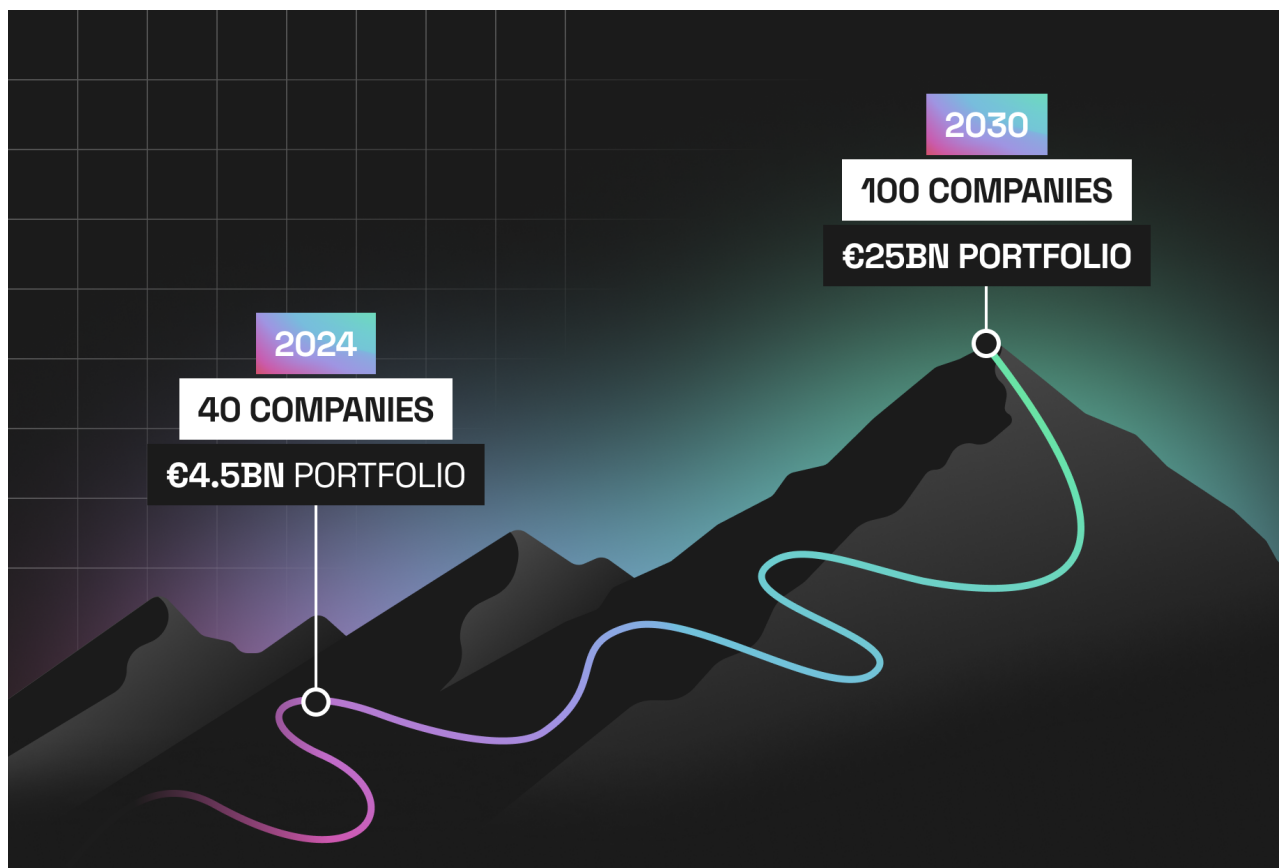 2030
100 COMPANIES
€25BN PORTFOLIO
2024
40 COMPANIES
€4.5BN PORTFOLIO